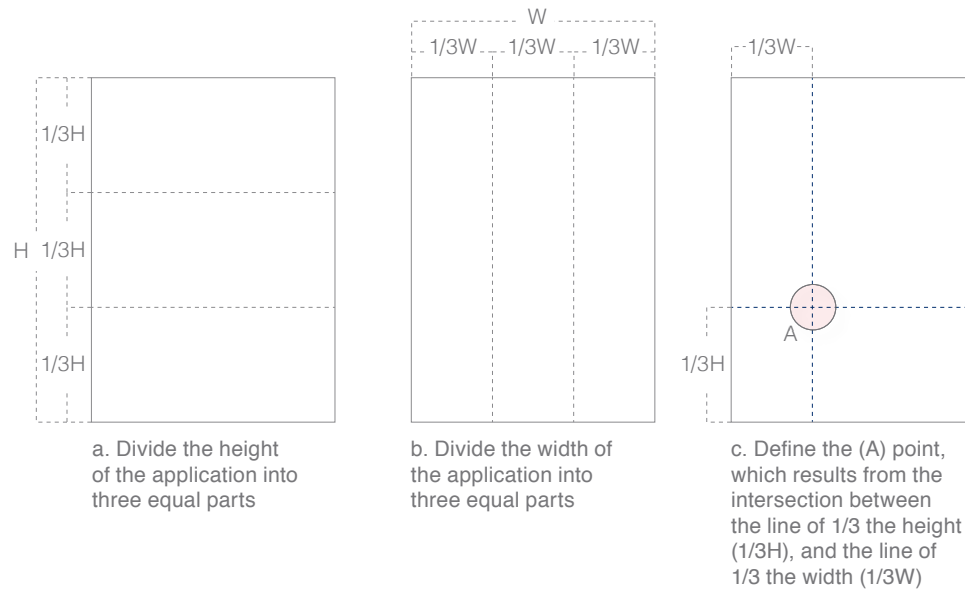 W
1/3W
1/3W
1/3W
1/3W
1/3H
H
1/3H
1/3H
A
1/3H
a. Divide the height
of the application into
three equal parts
b. Divide the width of
the application into
three equal parts
c. Define the (A) point,
which results from the
intersection between
the line of 1/3 the height
(1/3H), and the line of
1/3 the width (1/3W)